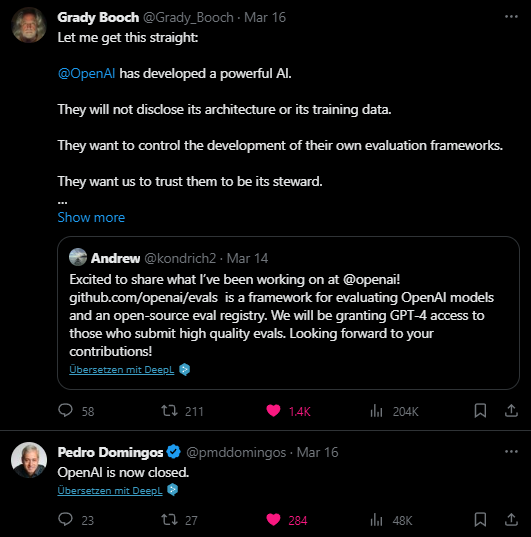 Grady Booch @Grady_Booch · Mar 16
Let me get this straight:
@OpenAI has developed a powerful AI.
They will not disclose its architecture or its training data.
They want to control the development of their own evaluation frameworks.
They want us to trust them to be its steward.
...
Show more
Andrew @kondrich2 · Mar 14
Excited to share what I've been working on at @openai!
github.com/openai/evals is a framework for evaluating OpenAI models
and an open-source eval registry. We will be granting GPT-4 access to
those who submit high quality evals. Looking forward to your
contributions!
Übersetzen mit DeepL
58 211 1.4K 204K
Pedro Domingos @pmddomingos · Mar 16
OpenAI is now closed.
Übersetzen mit DeepL
23 27 284 48K